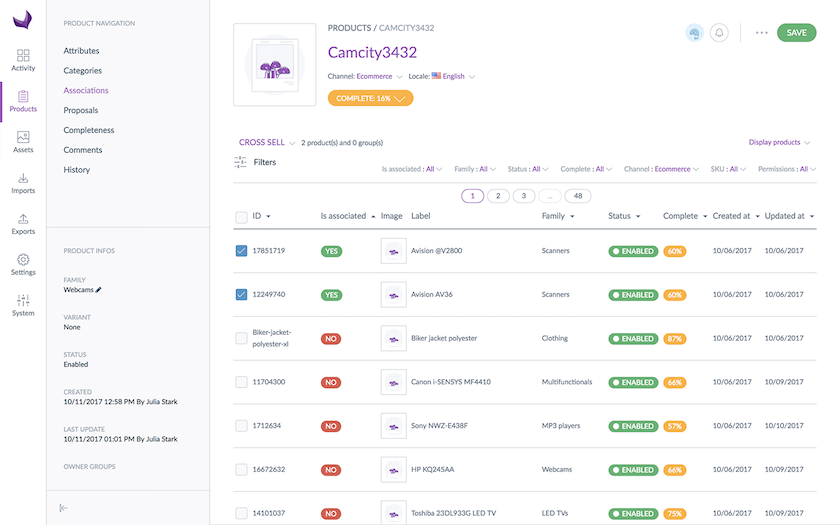 Activity
Products
Assets
Imports
Exports
Settings
System
PRODUCT NAVIGATION
Attributes
Categories
Associations
Proposals
Completeness
Comments
History
PRODUCT INFOS
FAMILY
Webcams
VARIANT
None
STATUS
Enabled
CREATED
10/11/2017 12:58 PM By Julia Stark
LAST UPDATE
10/11/2017 01:01 PM By Julia Stark
OWNER GROUPS
PRODUCTS / CAMCITY3432
Camcity3432
Channel: Ecommerce Locale: English
COMPLETE: 16%
SAVE
CROSS SELL 2 product(s) and 0 group(s) Display products
Filters
Is associated : All Family : All Status : All Complete : All Channel : Ecommerce SKU : All Permissions : All
1 2 3 ... 48
ID Is associated Image Label Family Status Complete Created at Updated at
17851719 YES Avision @V2800 Scanners ENABLED 60% 10/06/2017 10/06/2017
12249740 YES Avision AV36 Scanners ENABLED 60% 10/06/2017 10/06/2017
Biker-jacket-
polyester-xl NO Biker jacket polyester Clothing ENABLED 87% 10/06/2017 10/06/2017
11704300 NO Canon i-SENSYS MF4410 Multifunctionals ENABLED 66% 10/06/2017 10/09/2017
1712634 NO Sony NWZ-E438F MP3 players ENABLED 57% 10/06/2017 10/10/2017
16672632 NO HP KQ245AA Webcams ENABLED 66% 10/06/2017 10/09/2017
14101037 NO Toshiba 23DL933G LED TV LED TVs ENABLED 75% 10/06/2017 10/09/2017